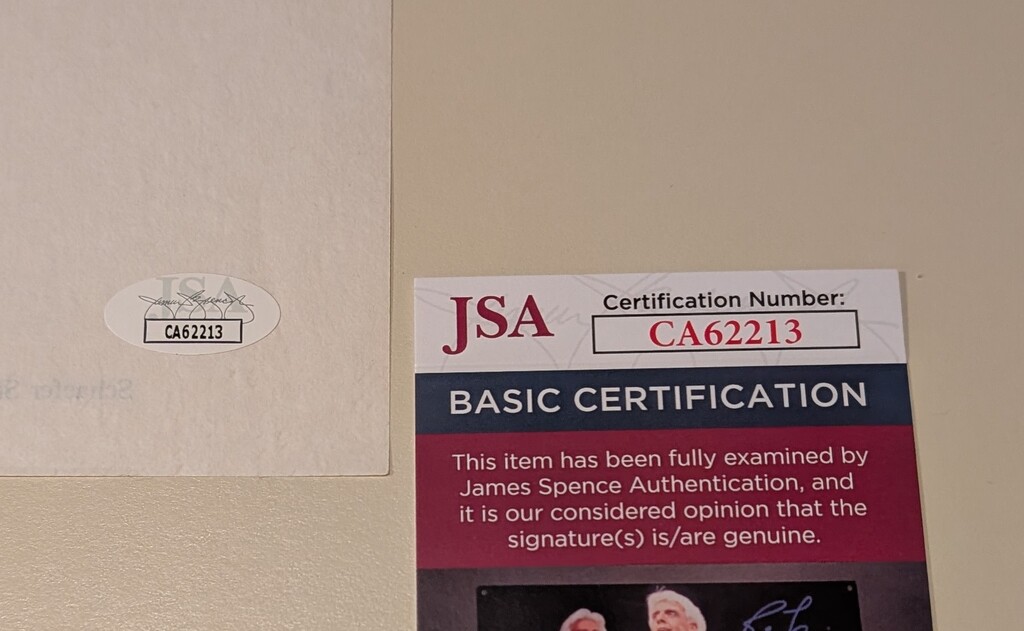 JSA
CA62213
Schaefer
JSA
Certification Number:
CA62213
BASIC CERTIFICATION
This item has been fully examined by
James Spence Authentication, and
it is our considered opinion that the
signature(s) is/are genuine.